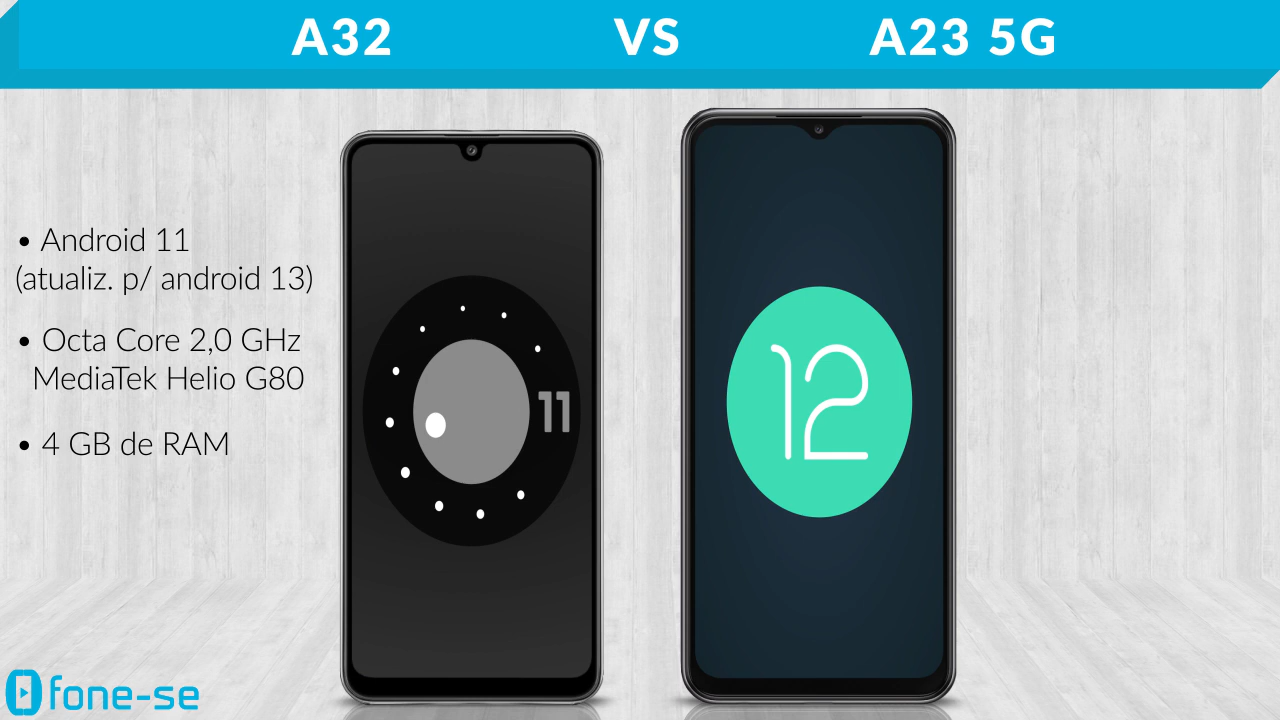 A32 VS A23 5G
• Android 11
(atualiz. p/ android 13)
• Octa Core 2,0 GHz
MediaTek Helio G80
• 4 GB de RAM
11
12
fone-se